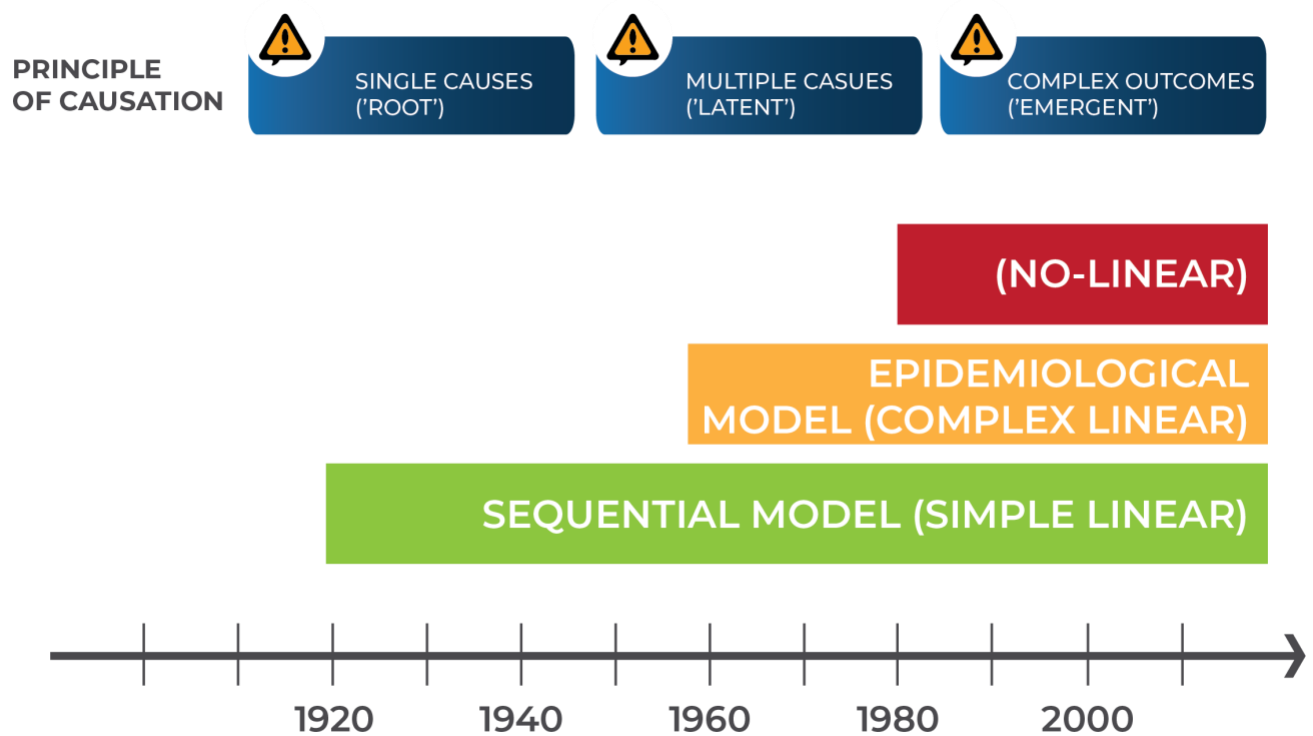 PRINCIPLE
OF CAUSATION
SINGLE CAUSES
('ROOT')
MULTIPLE CASUES
('LATENT')
COMPLEX OUTCOMES
('EMERGENT')
(NO-LINEAR)
EPIDEMIOLOGICAL
MODEL (COMPLEX LINEAR)
SEQUENTIAL MODEL (SIMPLE LINEAR)
1920 1940 1960 1980 2000